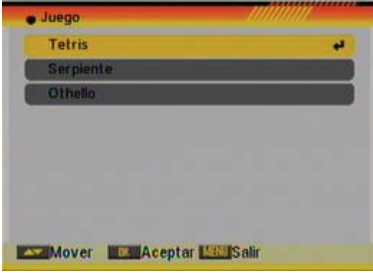 Juego
Tetris
Serpiente
Othello
Mover OK Aceptar MENU Salir